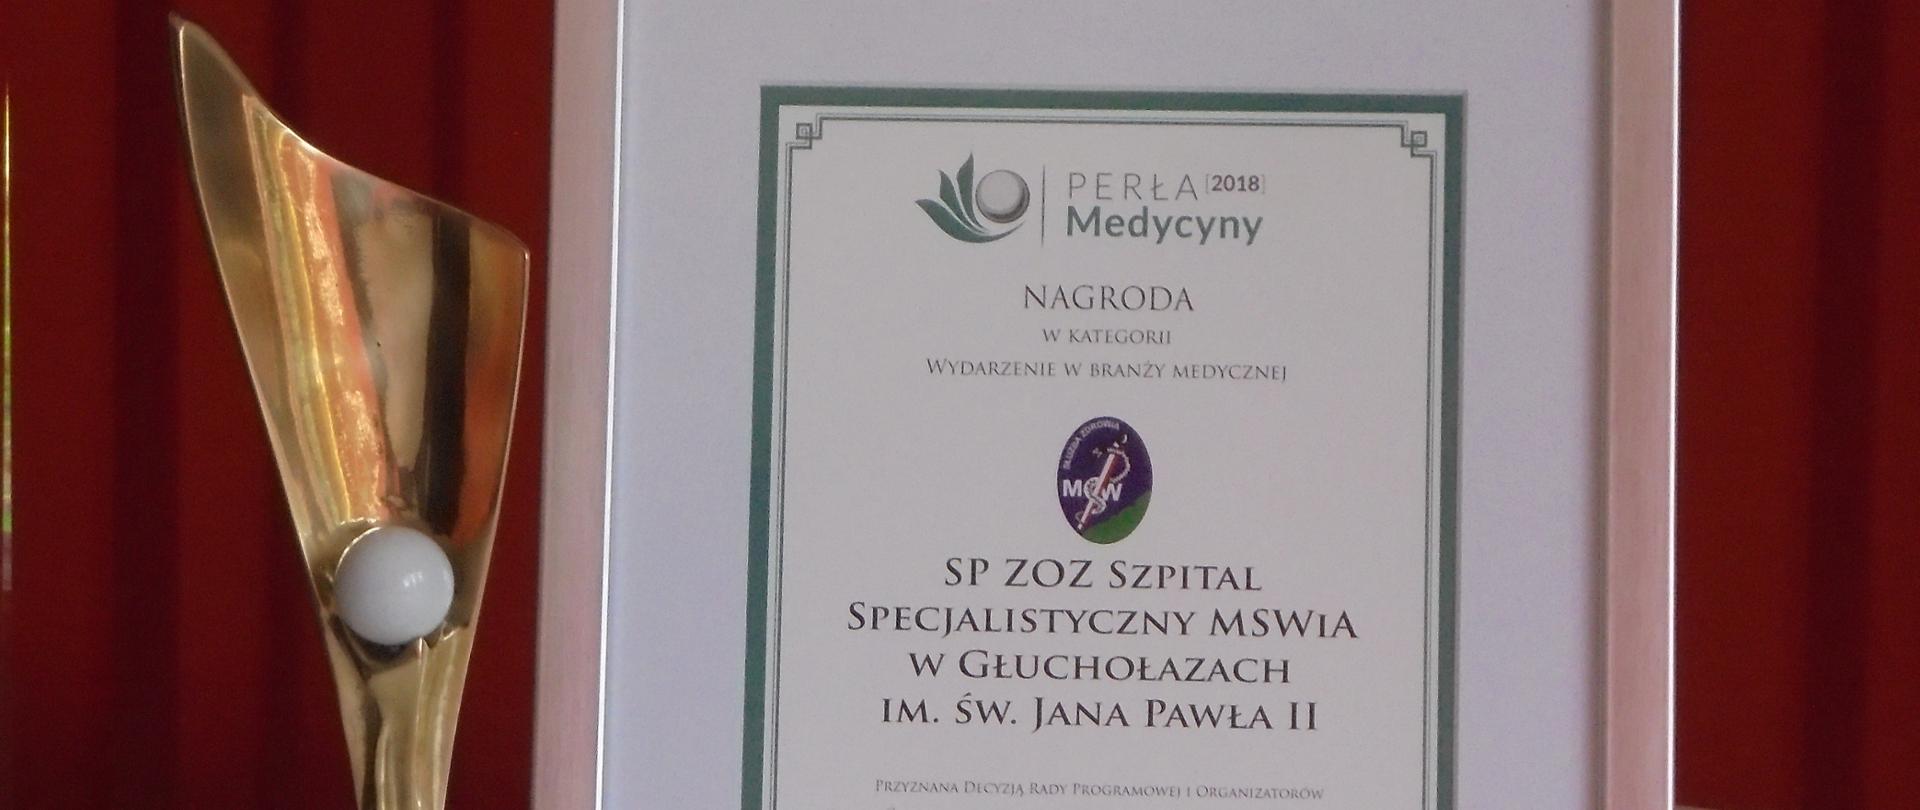 PERŁA [2018]
Medycyny
NAGRODA
W KATEGORII
WYDARZENIE W BRANŻY MEDYCZNEJ
SŁUŻBA ZDROWIA
MSW
SP ZOZ SZPITAL
SPECJALISTYCZNY MSWiA
W GŁUCHOŁAZACH
IM. ŚW. JANA PAWŁA II
PRZYZNANA DECYZJĄ RADY PROGRAMOWEJ I ORGANIZATORÓW